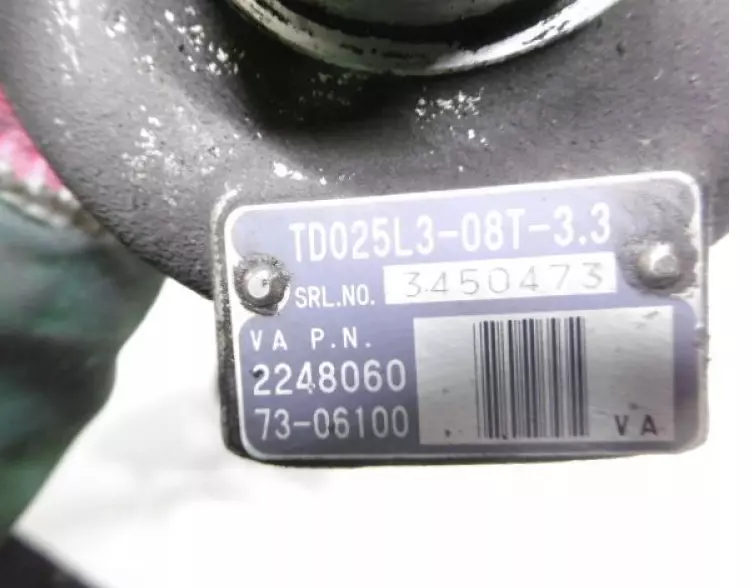 TD025L3-08T-3.3
SRL.NO. 3450473
VA P.N.
2248060
73-06100
VA